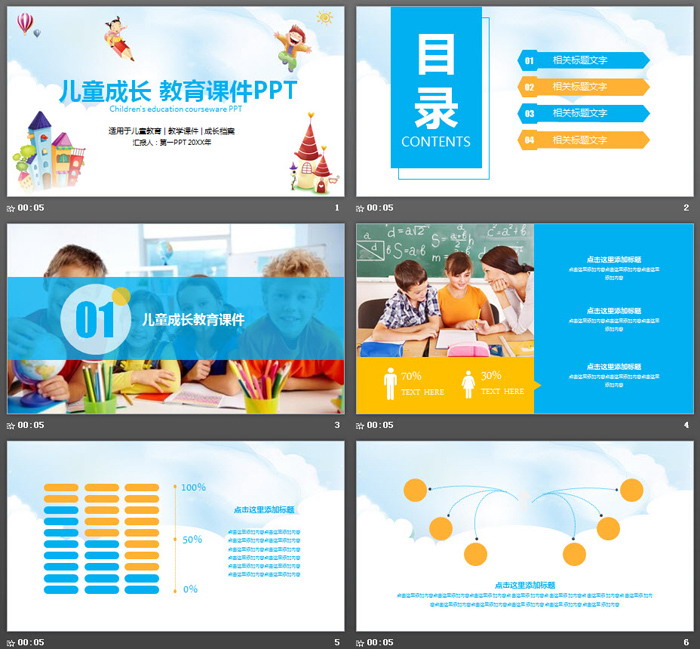 儿童成长 教育课件PPT
Children's education courseware PPT
适用于儿童教育 | 教学课件 | 成长档案
汇报人：第一PPT 20XX年
00:05
1
目录
CONTENTS
01 相关标题文字
02 相关标题文字
03 相关标题文字
04 相关标题文字
00:05
2
01
儿童成长教育课件
00:05
3
点击这里添加标题
点击这里添加标题
点击这里添加标题
70%
TEXT HERE
30%
TEXT HERE
00:05
4
100%
50%
0%
点击这里添加标题
00:05
5
点击这里添加标题
00:05
6